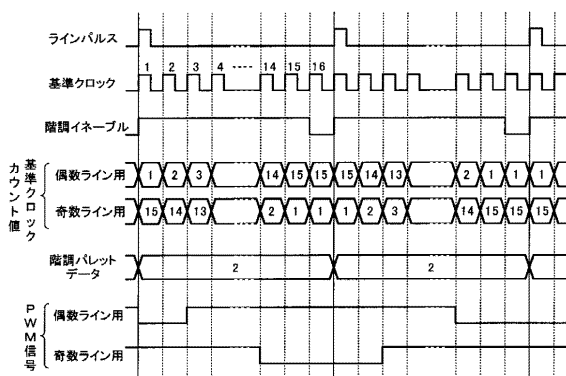 ラインパルス
1 2 3 4 ---- 14 15 16
基準クロック
階調イネーブル
基準クロックカウント値
偶数ライン用 1 2 3 14 15 15 15 14 13 2 1 1 1
奇数ライン用 15 14 13 2 1 1 1 2 3 14 15 15 15
階調パレットデータ 2 2
PWM信号
偶数ライン用
奇数ライン用